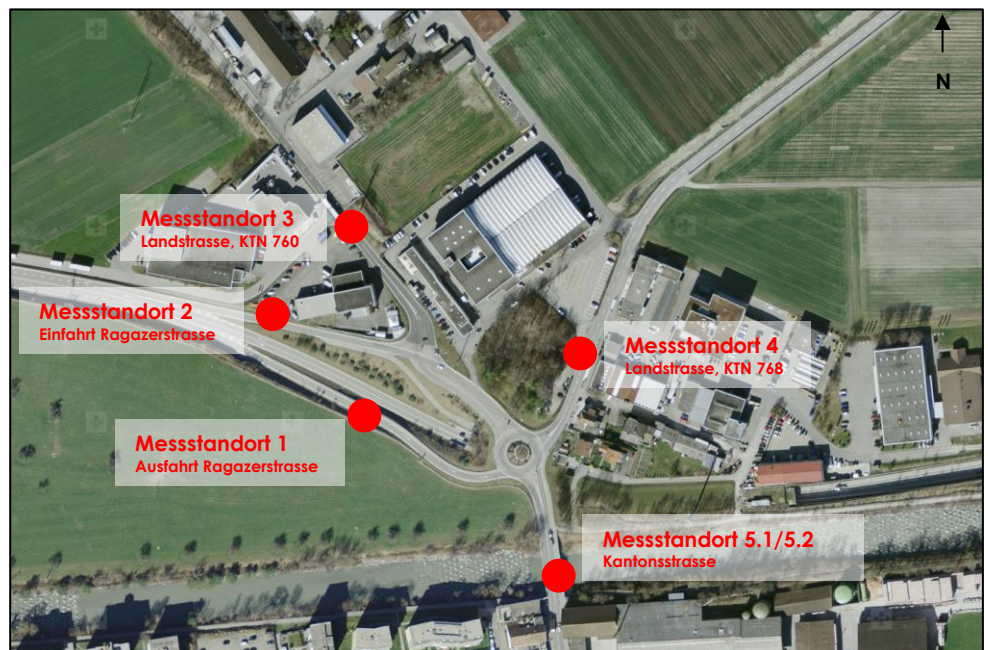 N
Messstandort 3
Landstrasse, KTN 760
Messstandort 2
Einfahrt Ragazerstrasse
Messstandort 4
Landstrasse, KTN 768
Messstandort 1
Ausfahrt Ragazerstrasse
Messstandort 5.1/5.2
Kantonsstrasse